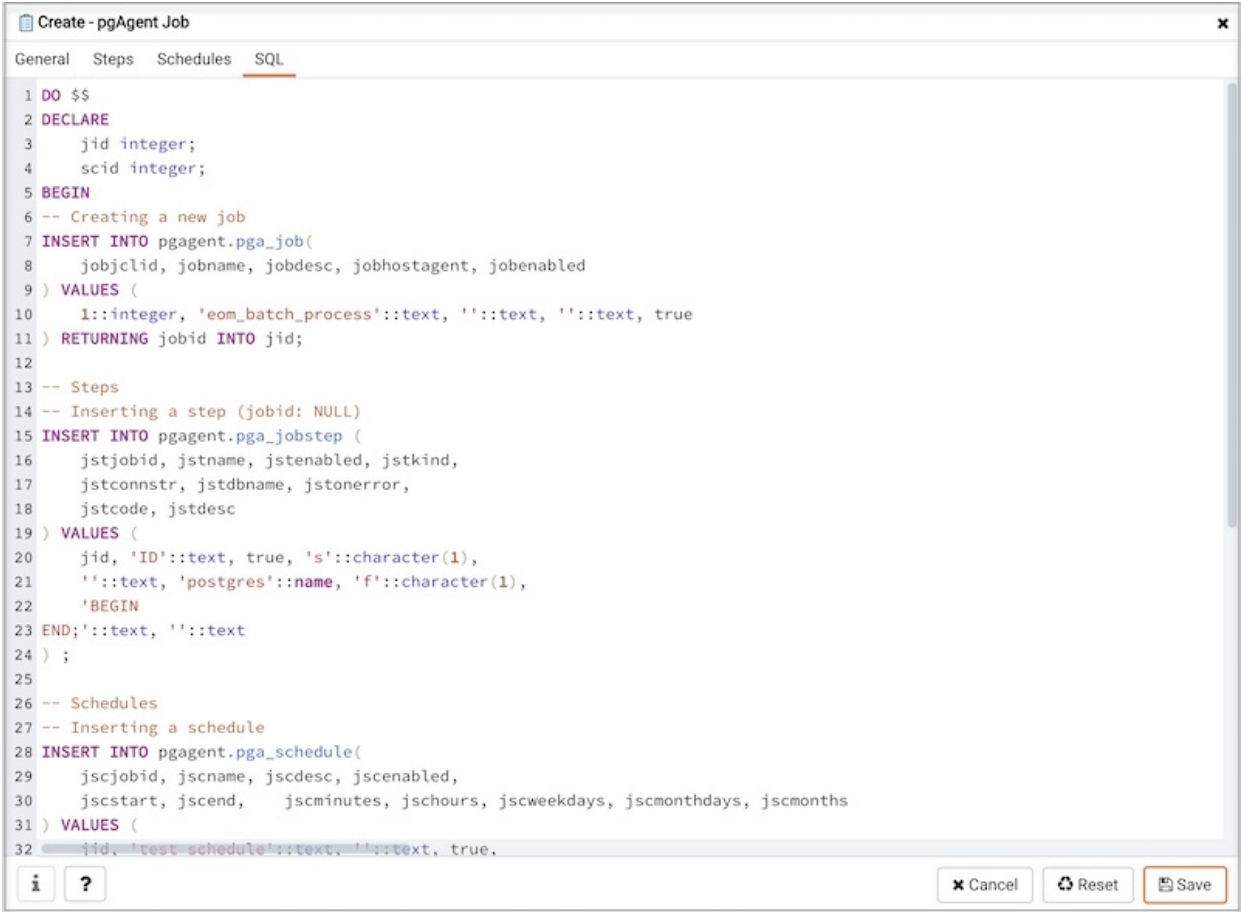 Create - pgAgent Job
General Steps Schedules SQL
1 DO $$
2 DECLARE
3     jid integer;
4     scid integer;
5 BEGIN
6 -- Creating a new job
7 INSERT INTO pgagent.pga_job(
8     jobjclid, jobname, jobdesc, jobhostagent, jobenabled
9 ) VALUES (
10     1::integer, 'eom_batch_process'::text, ''::text, ''::text, true
11 ) RETURNING jobid INTO jid;
12
13 -- Steps
14 -- Inserting a step (jobid: NULL)
15 INSERT INTO pgagent.pga_jobstep (
16     jstjobid, jstname, jstenabled, jstkind,
17     jstconnstr, jstdbname, jstonerror,
18     jstcode, jstdesc
19 ) VALUES (
20     jid, 'ID'::text, true, 's'::character(1),
21     ''::text, 'postgres'::name, 'f'::character(1),
22     'BEGIN
23 END;'::text, ''::text
24 ) ;
25
26 -- Schedules
27 -- Inserting a schedule
28 INSERT INTO pgagent.pga_schedule(
29     jscjobid, jscname, jscdesc, jscenabled,
30     jscstart, jscend,    jscminutes, jschours, jscweekdays, jscmonthdays, jscmonths
31 ) VALUES (
32     jid, 'test schedule'::text, ''::text, true,
i ? Cancel Reset Save